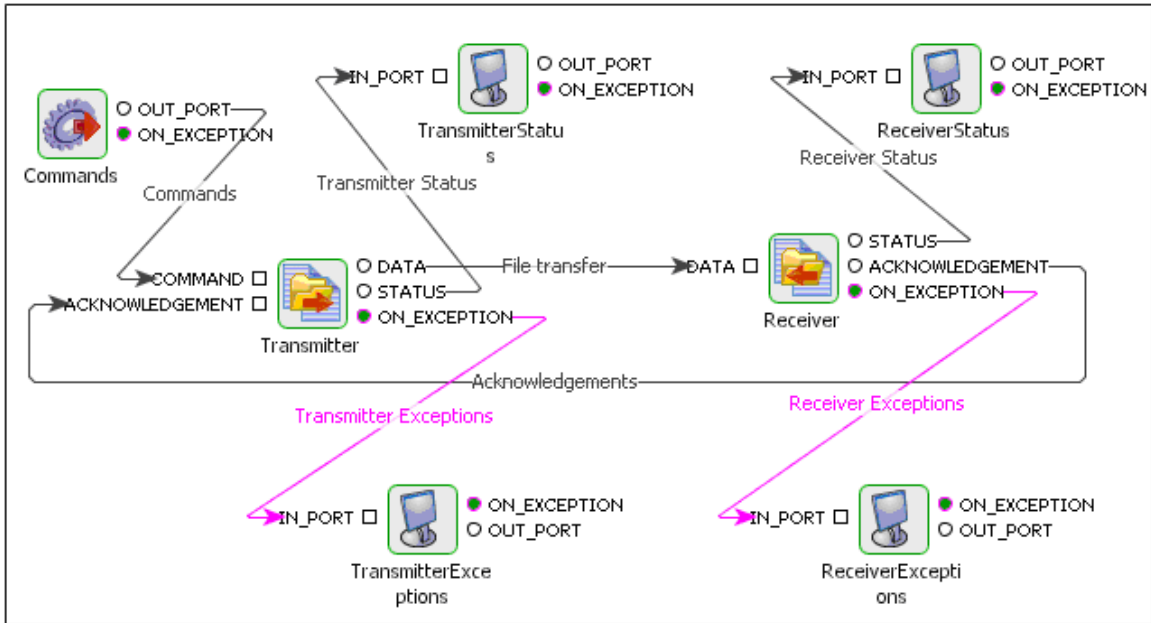 IN_PORT
OUT_PORT
ON_EXCEPTION
TransmitterStatu
s
IN_PORT
OUT_PORT
ON_EXCEPTION
ReceiverStatus
OUT_PORT
ON_EXCEPTION
Commands
Commands
Transmitter Status
Receiver Status
COMMAND
ACKNOWLEDGEMENT
DATA
STATUS
ON_EXCEPTION
Transmitter
File transfer
DATA
STATUS
ACKNOWLEDGEMENT
ON_EXCEPTION
Receiver
Acknowledgements
Transmitter Exceptions
Receiver Exceptions
IN_PORT
ON_EXCEPTION
OUT_PORT
TransmitterExce
ptions
IN_PORT
ON_EXCEPTION
OUT_PORT
ReceiverExcepti
ons